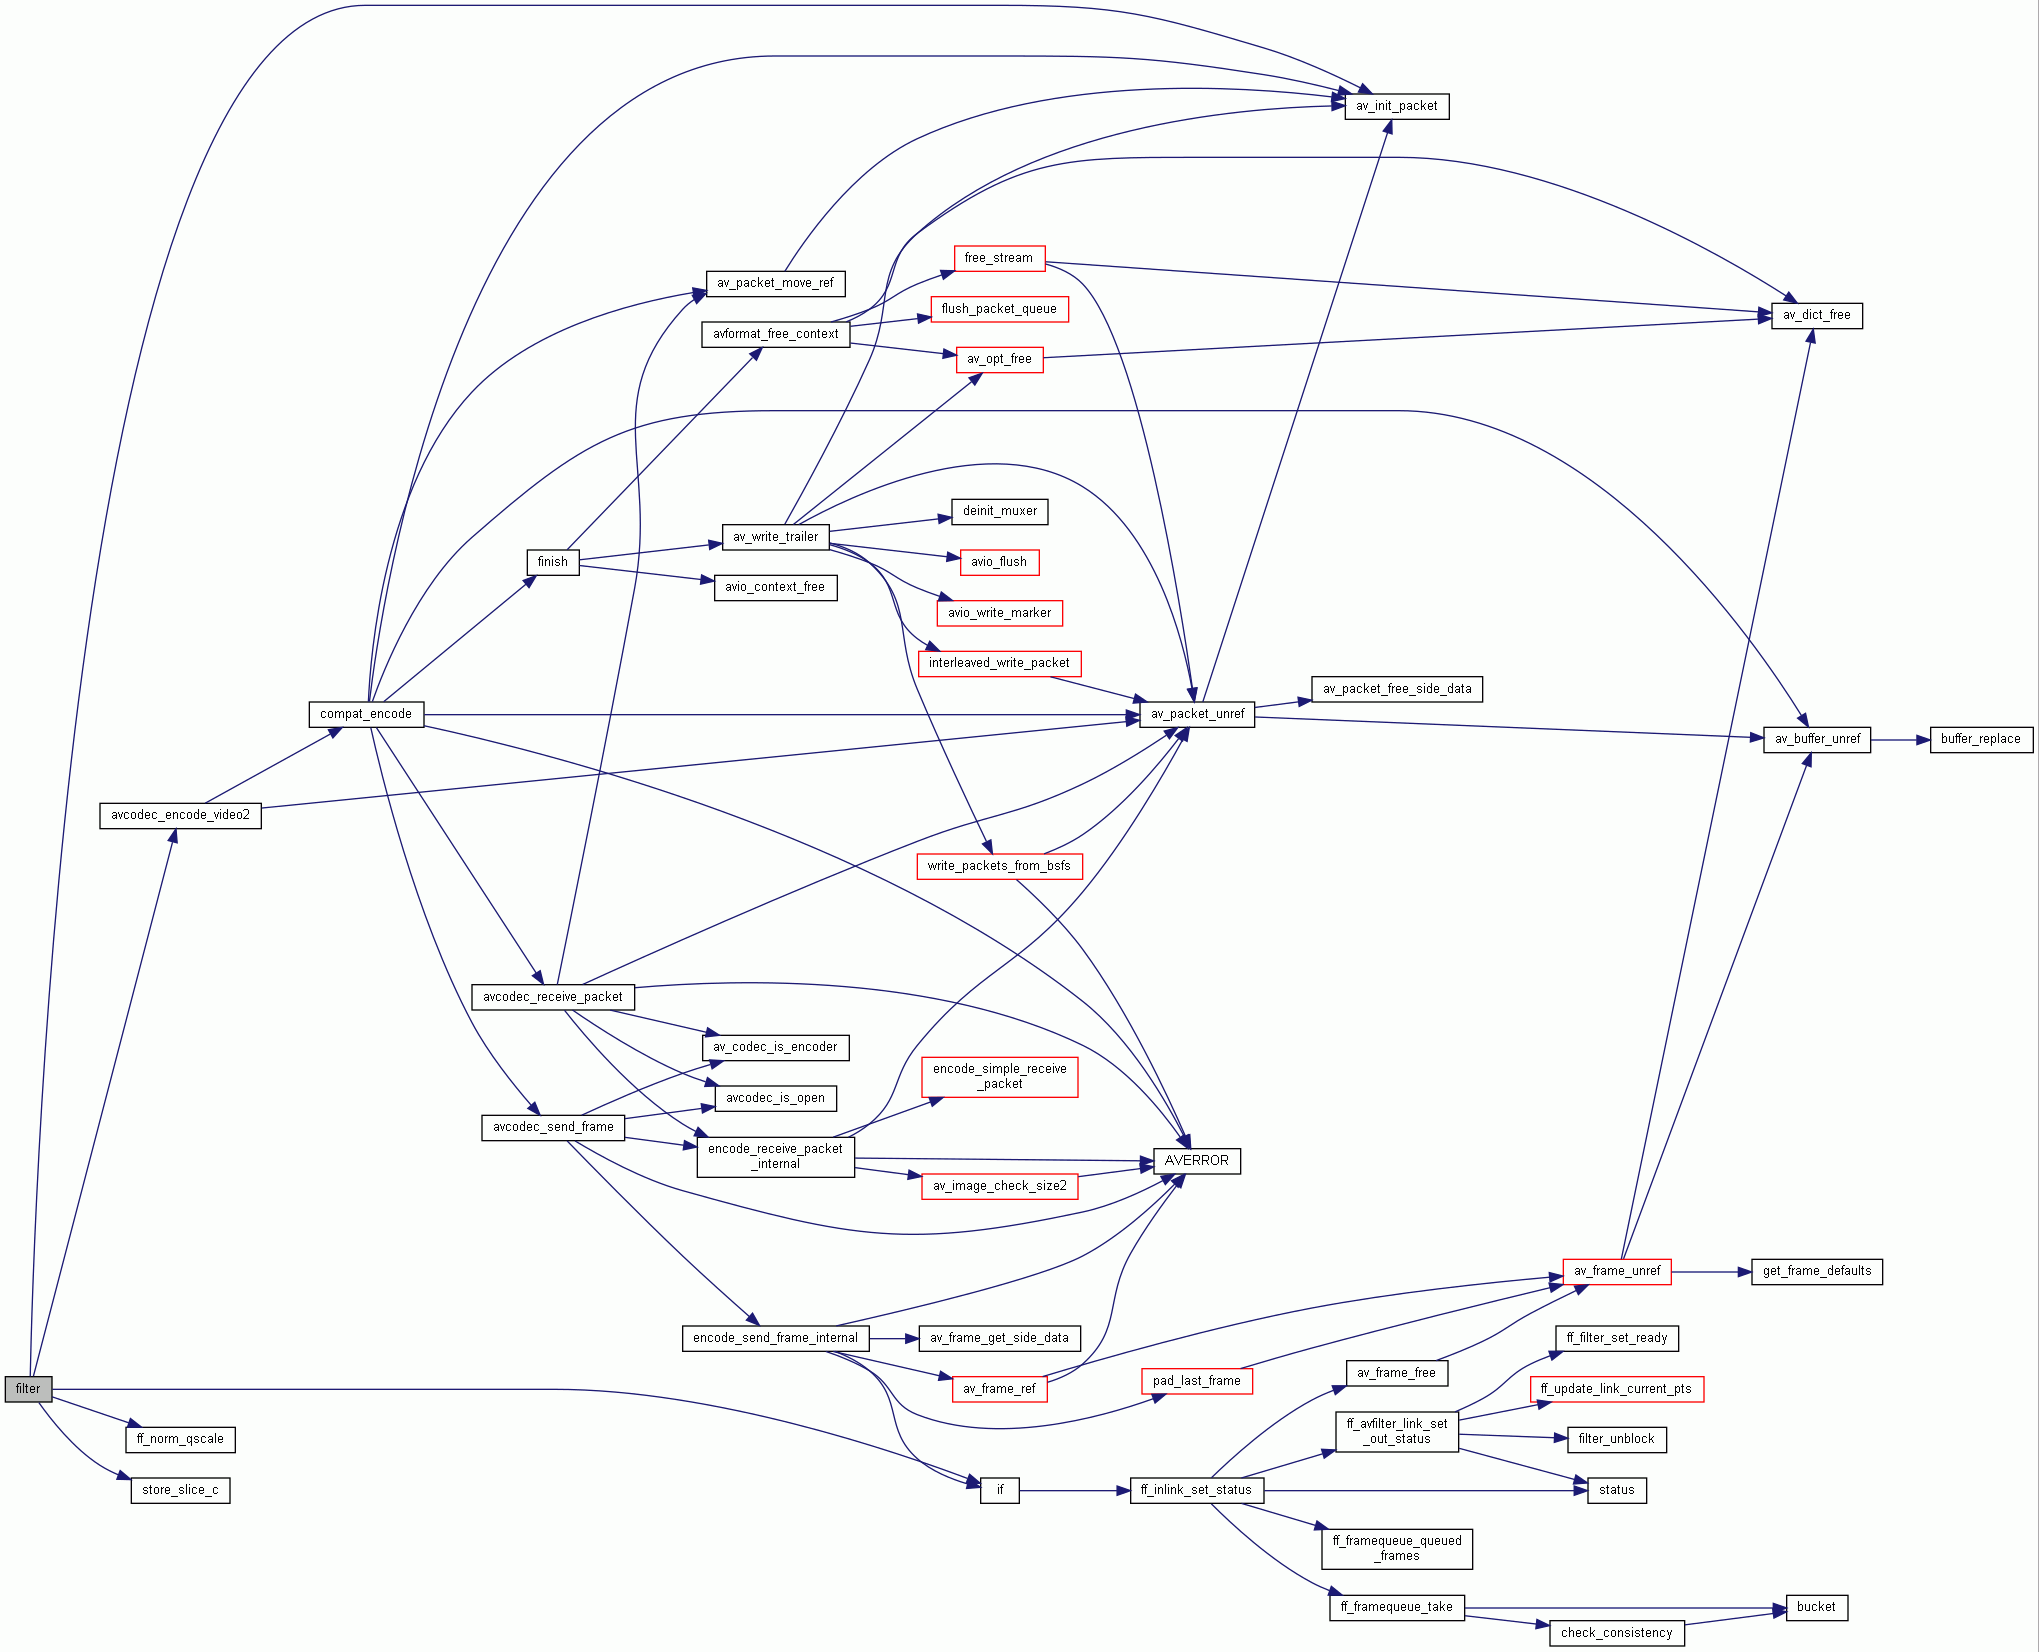 av_init_packet
free_stream
av_packet_move_ref
flush_packet_queue
av_dict_free
avformat_free_context
av_opt_free
deinit_muxer
av_write_trailer
finish
avio_flush
avio_context_free
avio_write_marker
interleaved_write_packet
av_packet_free_side_data
compat_encode
av_packet_unref
av_buffer_unref
buffer_replace
avcodec_encode_video2
write_packets_from_bsfs
avcodec_receive_packet
av_codec_is_encoder
encode_simple_receive
_packet
avcodec_is_open
avcodec_send_frame
encode_receive_packet
_internal
AVERROR
av_image_check_size2
av_frame_unref
get_frame_defaults
encode_send_frame_internal
av_frame_get_side_data
ff_filter_set_ready
av_frame_free
filter
av_frame_ref
pad_last_frame
ff_update_link_current_pts
ff_avfilter_link_set
_out_status
ff_norm_qscale
filter_unblock
store_slice_c
if
ff_inlink_set_status
status
ff_framequeue_queued
_frames
ff_framequeue_take
bucket
check_consistency